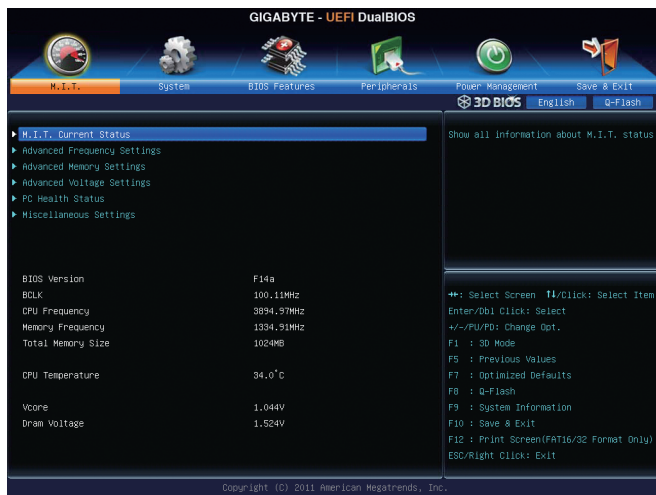 GIGABYTE - UEFI DualBIOS
M.I.T. System BIOS Features Peripherals Power Management Save & Exit
3D BIOS English Q-Flash
M.I.T. Current Status
Advanced Frequency Settings
Advanced Memory Settings
Advanced Voltage Settings
PC Health Status
Miscellaneous Settings
BIOS Version F14a
BCLK 100.11MHz
CPU Frequency 3894.97MHz
Memory Frequency 1334.91MHz
Total Memory Size 1024MB
CPU Temperature 34.0°C
Vcore 1.044V
Dram Voltage 1.524V
Show all information about M.I.T. status
→←: Select Screen ↑↓/Click: Select Item
Enter/Dbl Click: Select
+/-/PU/PD: Change Opt.
F1 : 3D Mode
F5 : Previous Values
F7 : Optimized Defaults
F8 : Q-Flash
F9 : System Information
F10 : Save & Exit
F12 : Print Screen(FAT16/32 Format Only)
ESC/Right Click: Exit
Copyright (C) 2011 American Megatrends, Inc.